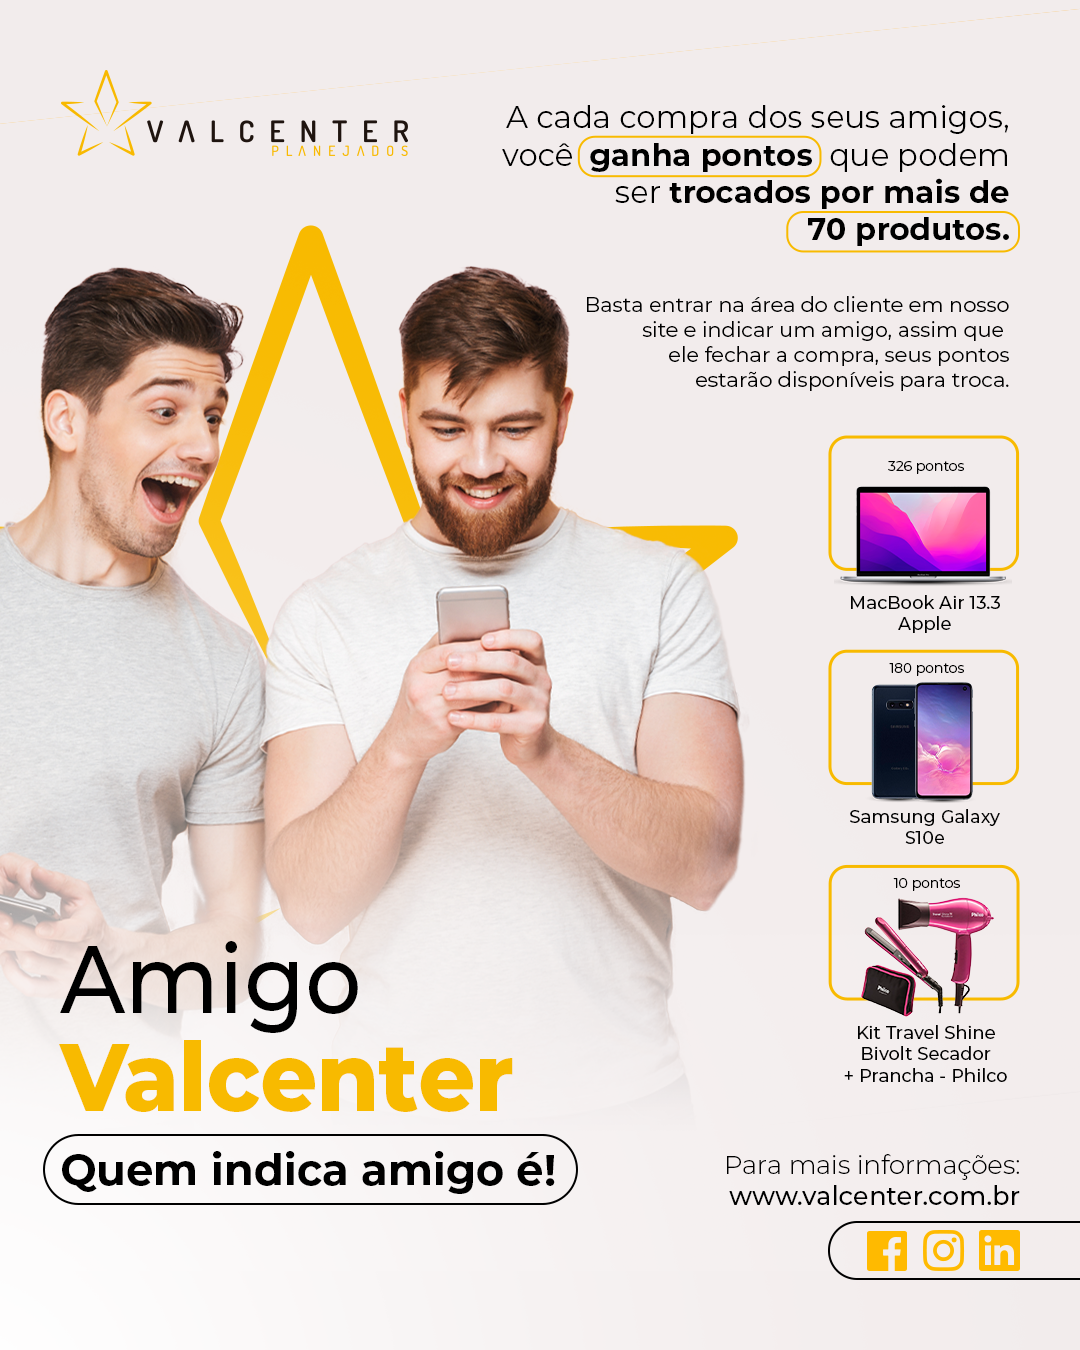 VALCENTER
PLANEJADOS
A cada compra dos seus amigos,
você ganha pontos que podem
ser trocados por mais de
70 produtos.
Basta entrar na área do cliente em nosso
site e indicar um amigo, assim que
ele fechar a compra, seus pontos
estarão disponíveis para troca.
326 pontos
MacBook Air 13.3
Apple
180 pontos
Samsung Galaxy
S10e
10 pontos
Philco
Philco
Kit Travel Shine
Bivolt Secador
+ Prancha - Philco
Amigo
Valcenter
Quem indica amigo é!
Para mais informações:
www.valcenter.com.br